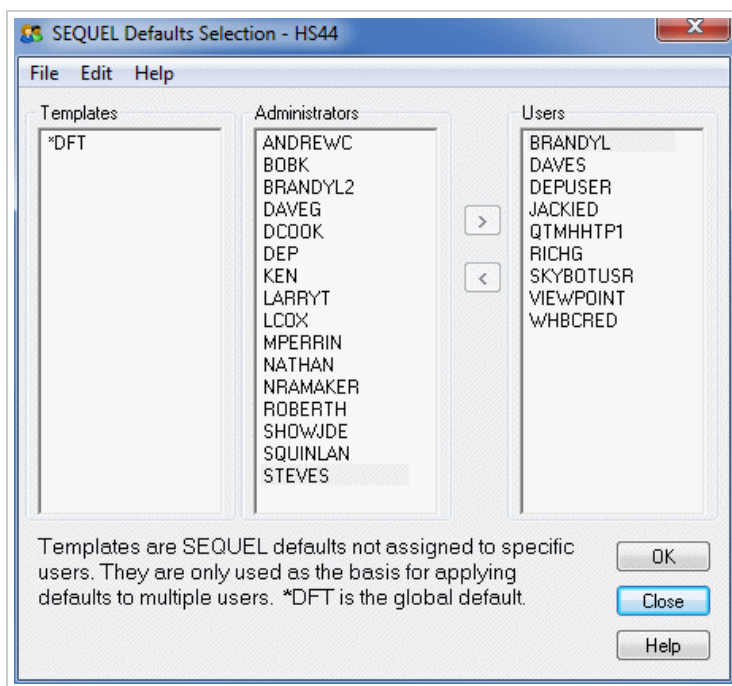 SEQUEL Defaults Selection - HS44
X
File Edit Help
Templates
*DFT
Administrators
ANDREWC
BOBK
BRANDYL2
DAVEG
DCOOK
DEP
KEN
LARRYT
LCOX
MPERRIN
NATHAN
NRAMAKER
ROBERTH
SHOWJDE
SQUINLAN
STEVES
>
<
Users
BRANDYL
DAVES
DEPUSER
JACKIED
QTMHHTP1
RICHG
SKYBOTUSR
VIEWPOINT
WHBCRED
Templates are SEQUEL defaults not assigned to specific
users. They are only used as the basis for applying
defaults to multiple users. *DFT is the global default.
OK
Close
Help